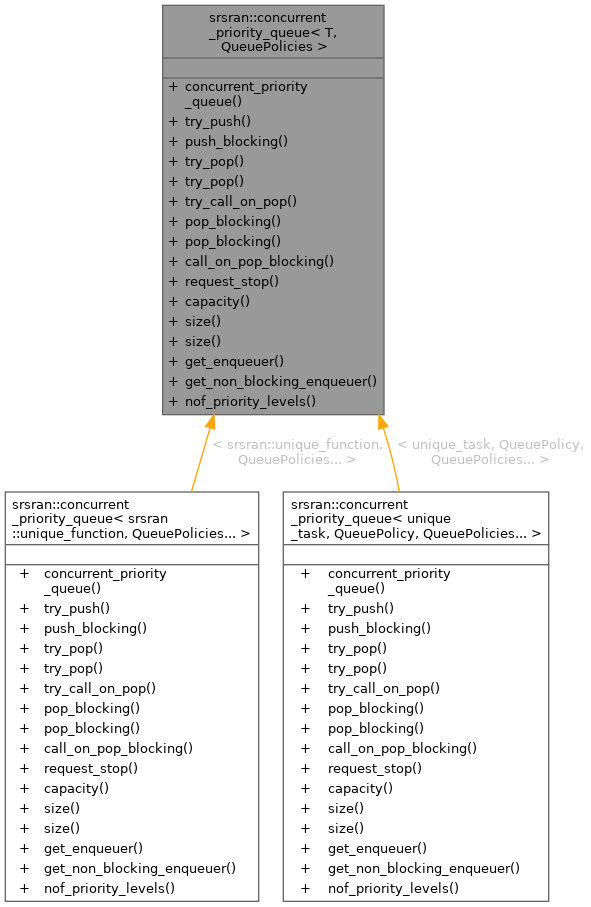 srsran::concurrent
_priority_queue< T,
QueuePolicies >
+ concurrent_priority
_queue()
+ try_push()
+ push_blocking()
+ try_pop()
+ try_pop()
+ try_call_on_pop()
+ pop_blocking()
+ pop_blocking()
+ call_on_pop_blocking()
+ request_stop()
+ capacity()
+ size()
+ size()
+ get_enqueuer()
+ get_non_blocking_enqueuer()
+ nof_priority_levels()
< srsran::unique_function,
QueuePolicies... >
< unique_task, QueuePolicy,
QueuePolicies... >
srsran::concurrent
_priority_queue< srsran
::unique_function, QueuePolicies... >
+ concurrent_priority
_queue()
+ try_push()
+ push_blocking()
+ try_pop()
+ try_pop()
+ try_call_on_pop()
+ pop_blocking()
+ pop_blocking()
+ call_on_pop_blocking()
+ request_stop()
+ capacity()
+ size()
+ size()
+ get_enqueuer()
+ get_non_blocking_enqueuer()
+ nof_priority_levels()
srsran::concurrent
_priority_queue< unique
_task, QueuePolicy, QueuePolicies... >
+ concurrent_priority
_queue()
+ try_push()
+ push_blocking()
+ try_pop()
+ try_pop()
+ try_call_on_pop()
+ pop_blocking()
+ pop_blocking()
+ call_on_pop_blocking()
+ request_stop()
+ capacity()
+ size()
+ size()
+ get_enqueuer()
+ get_non_blocking_enqueuer()
+ nof_priority_levels()